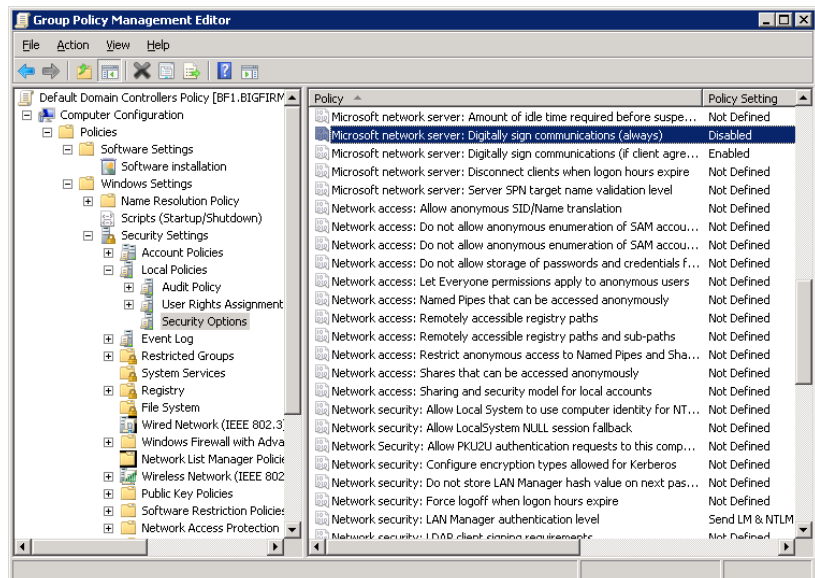 Group Policy Management Editor
File Action View Help
Default Domain Controllers Policy [BF1.BIGFIRM
Computer Configuration
Policies
Software Settings
Software installation
Windows Settings
Name Resolution Policy
Scripts (Startup/Shutdown)
Security Settings
Account Policies
Local Policies
Audit Policy
User Rights Assignment
Security Options
Event Log
Restricted Groups
System Services
Registry
File System
Wired Network (IEEE 802.3)
Windows Firewall with Adva
Network List Manager Policie
Wireless Network (IEEE 802
Public Key Policies
Software Restriction Policies
Network Access Protection
Policy Policy Setting
Microsoft network server: Amount of idle time required before suspe... Not Defined
Microsoft network server: Digitally sign communications (always) Disabled
Microsoft network server: Digitally sign communications (if client agre... Enabled
Microsoft network server: Disconnect clients when logon hours expire Not Defined
Microsoft network server: Server SPN target name validation level Not Defined
Network access: Allow anonymous SID/Name translation Not Defined
Network access: Do not allow anonymous enumeration of SAM accou... Not Defined
Network access: Do not allow anonymous enumeration of SAM accou... Not Defined
Network access: Do not allow storage of passwords and credentials f... Not Defined
Network access: Let Everyone permissions apply to anonymous users Not Defined
Network access: Named Pipes that can be accessed anonymously Not Defined
Network access: Remotely accessible registry paths Not Defined
Network access: Remotely accessible registry paths and sub-paths Not Defined
Network access: Restrict anonymous access to Named Pipes and Sha... Not Defined
Network access: Shares that can be accessed anonymously Not Defined
Network access: Sharing and security model for local accounts Not Defined
Network security: Allow Local System to use computer identity for NT... Not Defined
Network security: Allow LocalSystem NULL session fallback Not Defined
Network Security: Allow PKU2U authentication requests to this comp... Not Defined
Network security: Configure encryption types allowed for Kerberos Not Defined
Network security: Do not store LAN Manager hash value on next pas... Not Defined
Network security: Force logoff when logon hours expire Not Defined
Network security: LAN Manager authentication level Send LM & NTLM
Network security: LDAP client signing requirements Not Defined